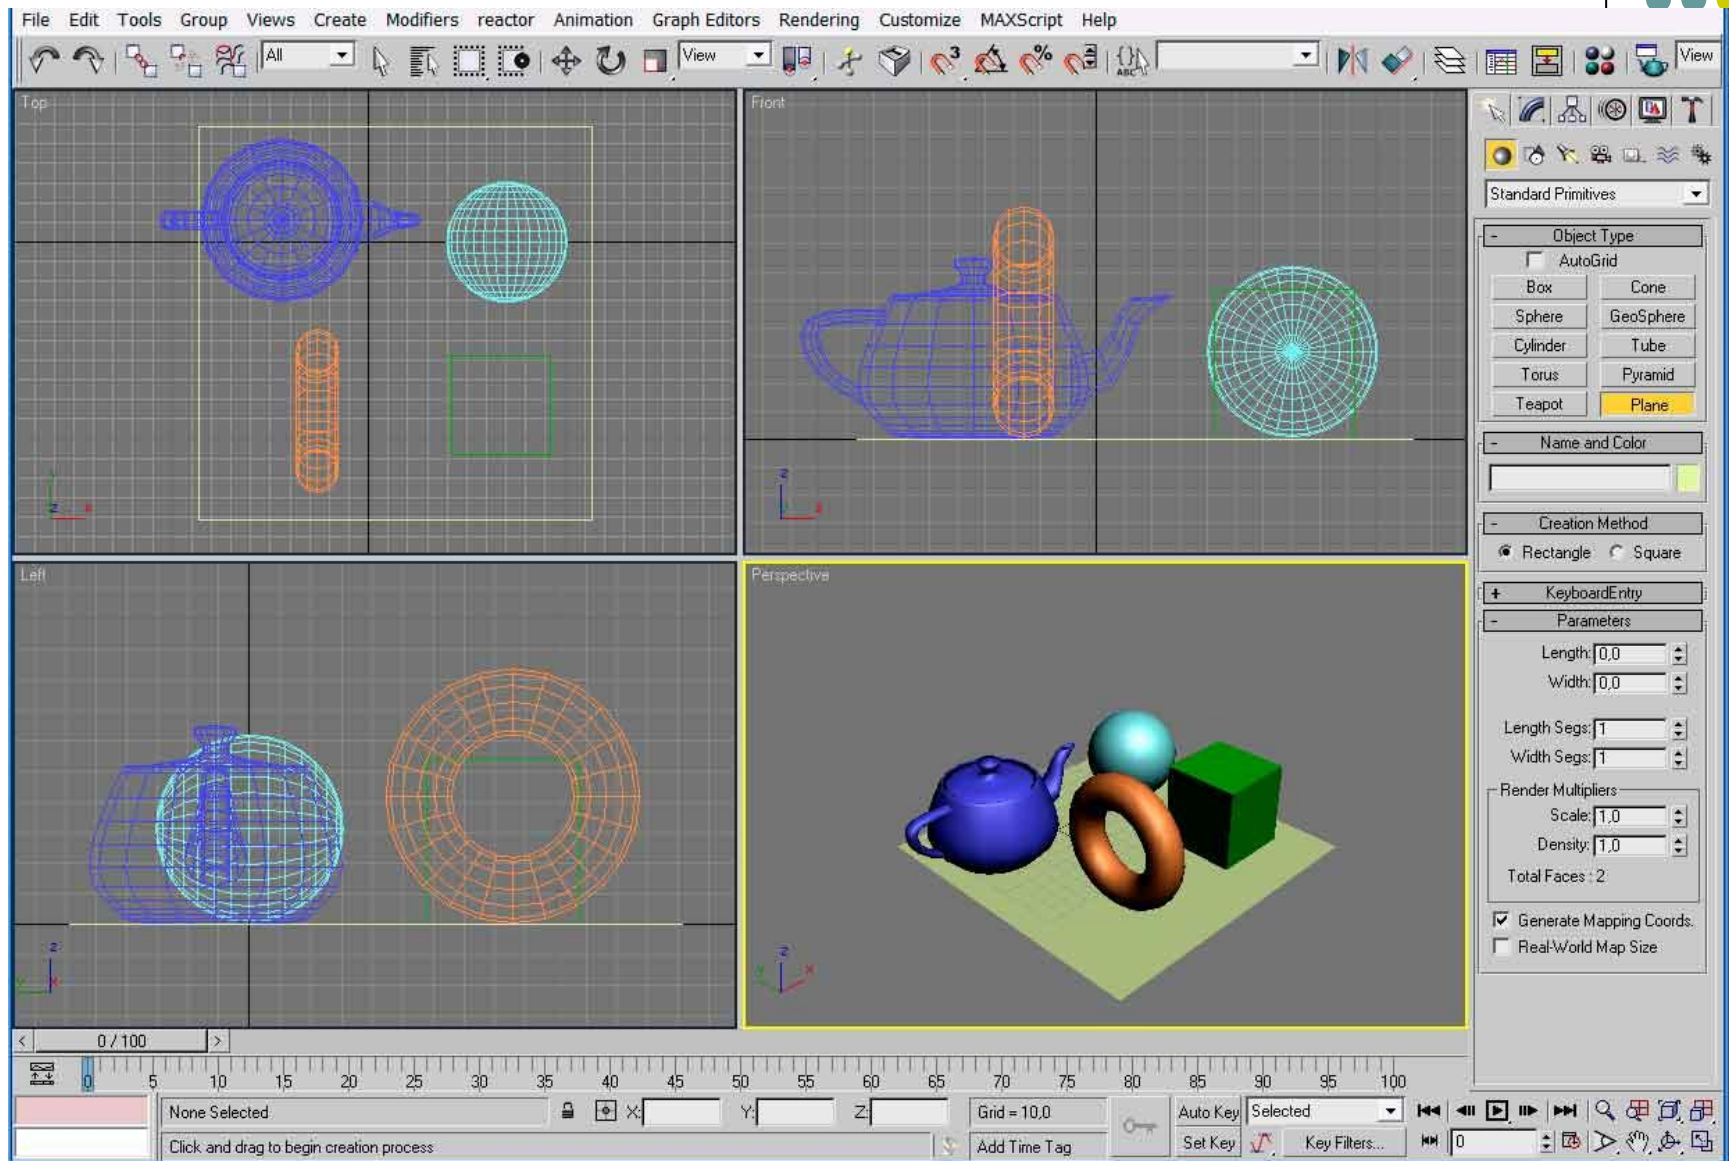 File Edit Tools Group Views Create Modifiers reactor Animation Graph Editors Rendering Customize MAXScript Help
All View View
Top
Front
Left
Perspective
Standard Primitives
- Object Type
AutoGrid
Box Cone
Sphere GeoSphere
Cylinder Tube
Torus Pyramid
Teapot Plane
- Name and Color
- Creation Method
Rectangle Square
+ KeyboardEntry
- Parameters
Length: 0,0
Width: 0,0
Length Segs: 1
Width Segs: 1
Render Multipliers
Scale: 1,0
Density: 1,0
Total Faces : 2
Generate Mapping Coords.
Real-World Map Size
< 0 / 100 >
0 5 10 15 20 25 30 35 40 45 50 55 60 65 70 75 80 85 90 95 100
None Selected X: Y: Z: Grid = 10,0 Auto Key Selected
Click and drag to begin creation process Add Time Tag Set Key Key Filters... 0